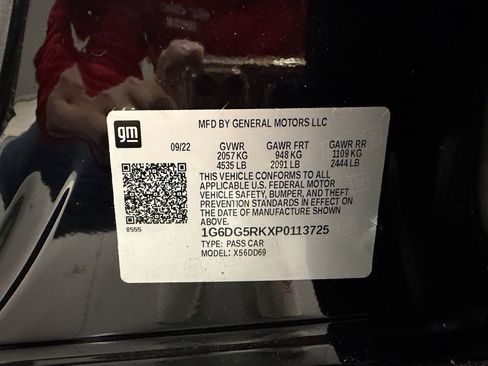 MFD BY GENERAL MOTORS LLC
gm
09/22 GVWR GAWR FRT GAWR RR
2057 KG 948 KG 1109 KG
4535 LB 2091 LB 2444 LB
THIS VEHICLE CONFORMS TO ALL
APPLICABLE U.S. FEDERAL MOTOR
VEHICLE SAFETY, BUMPER, AND THEFT
PREVENTION STANDARDS IN EFFECT ON
THE DATE OF MANUFACTURE SHOWN
ABOVE.
8555
1G6DG5RKXP0113725
TYPE: PASS CAR
MODEL: X56DD69